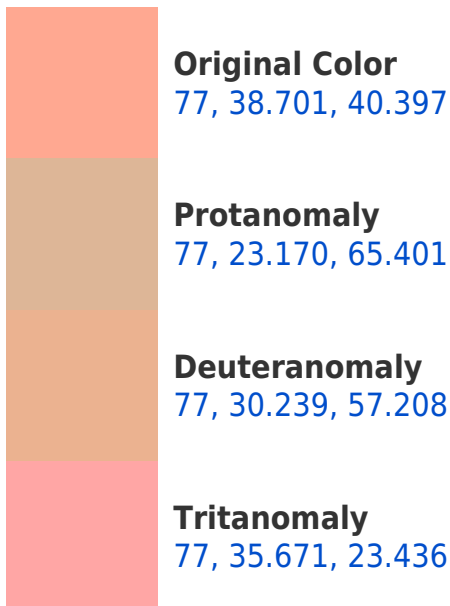 Original Color
77, 38.701, 40.397
Protanomaly
77, 23.170, 65.401
Deuteranomaly
77, 30.239, 57.208
Tritanomaly
77, 35.671, 23.436